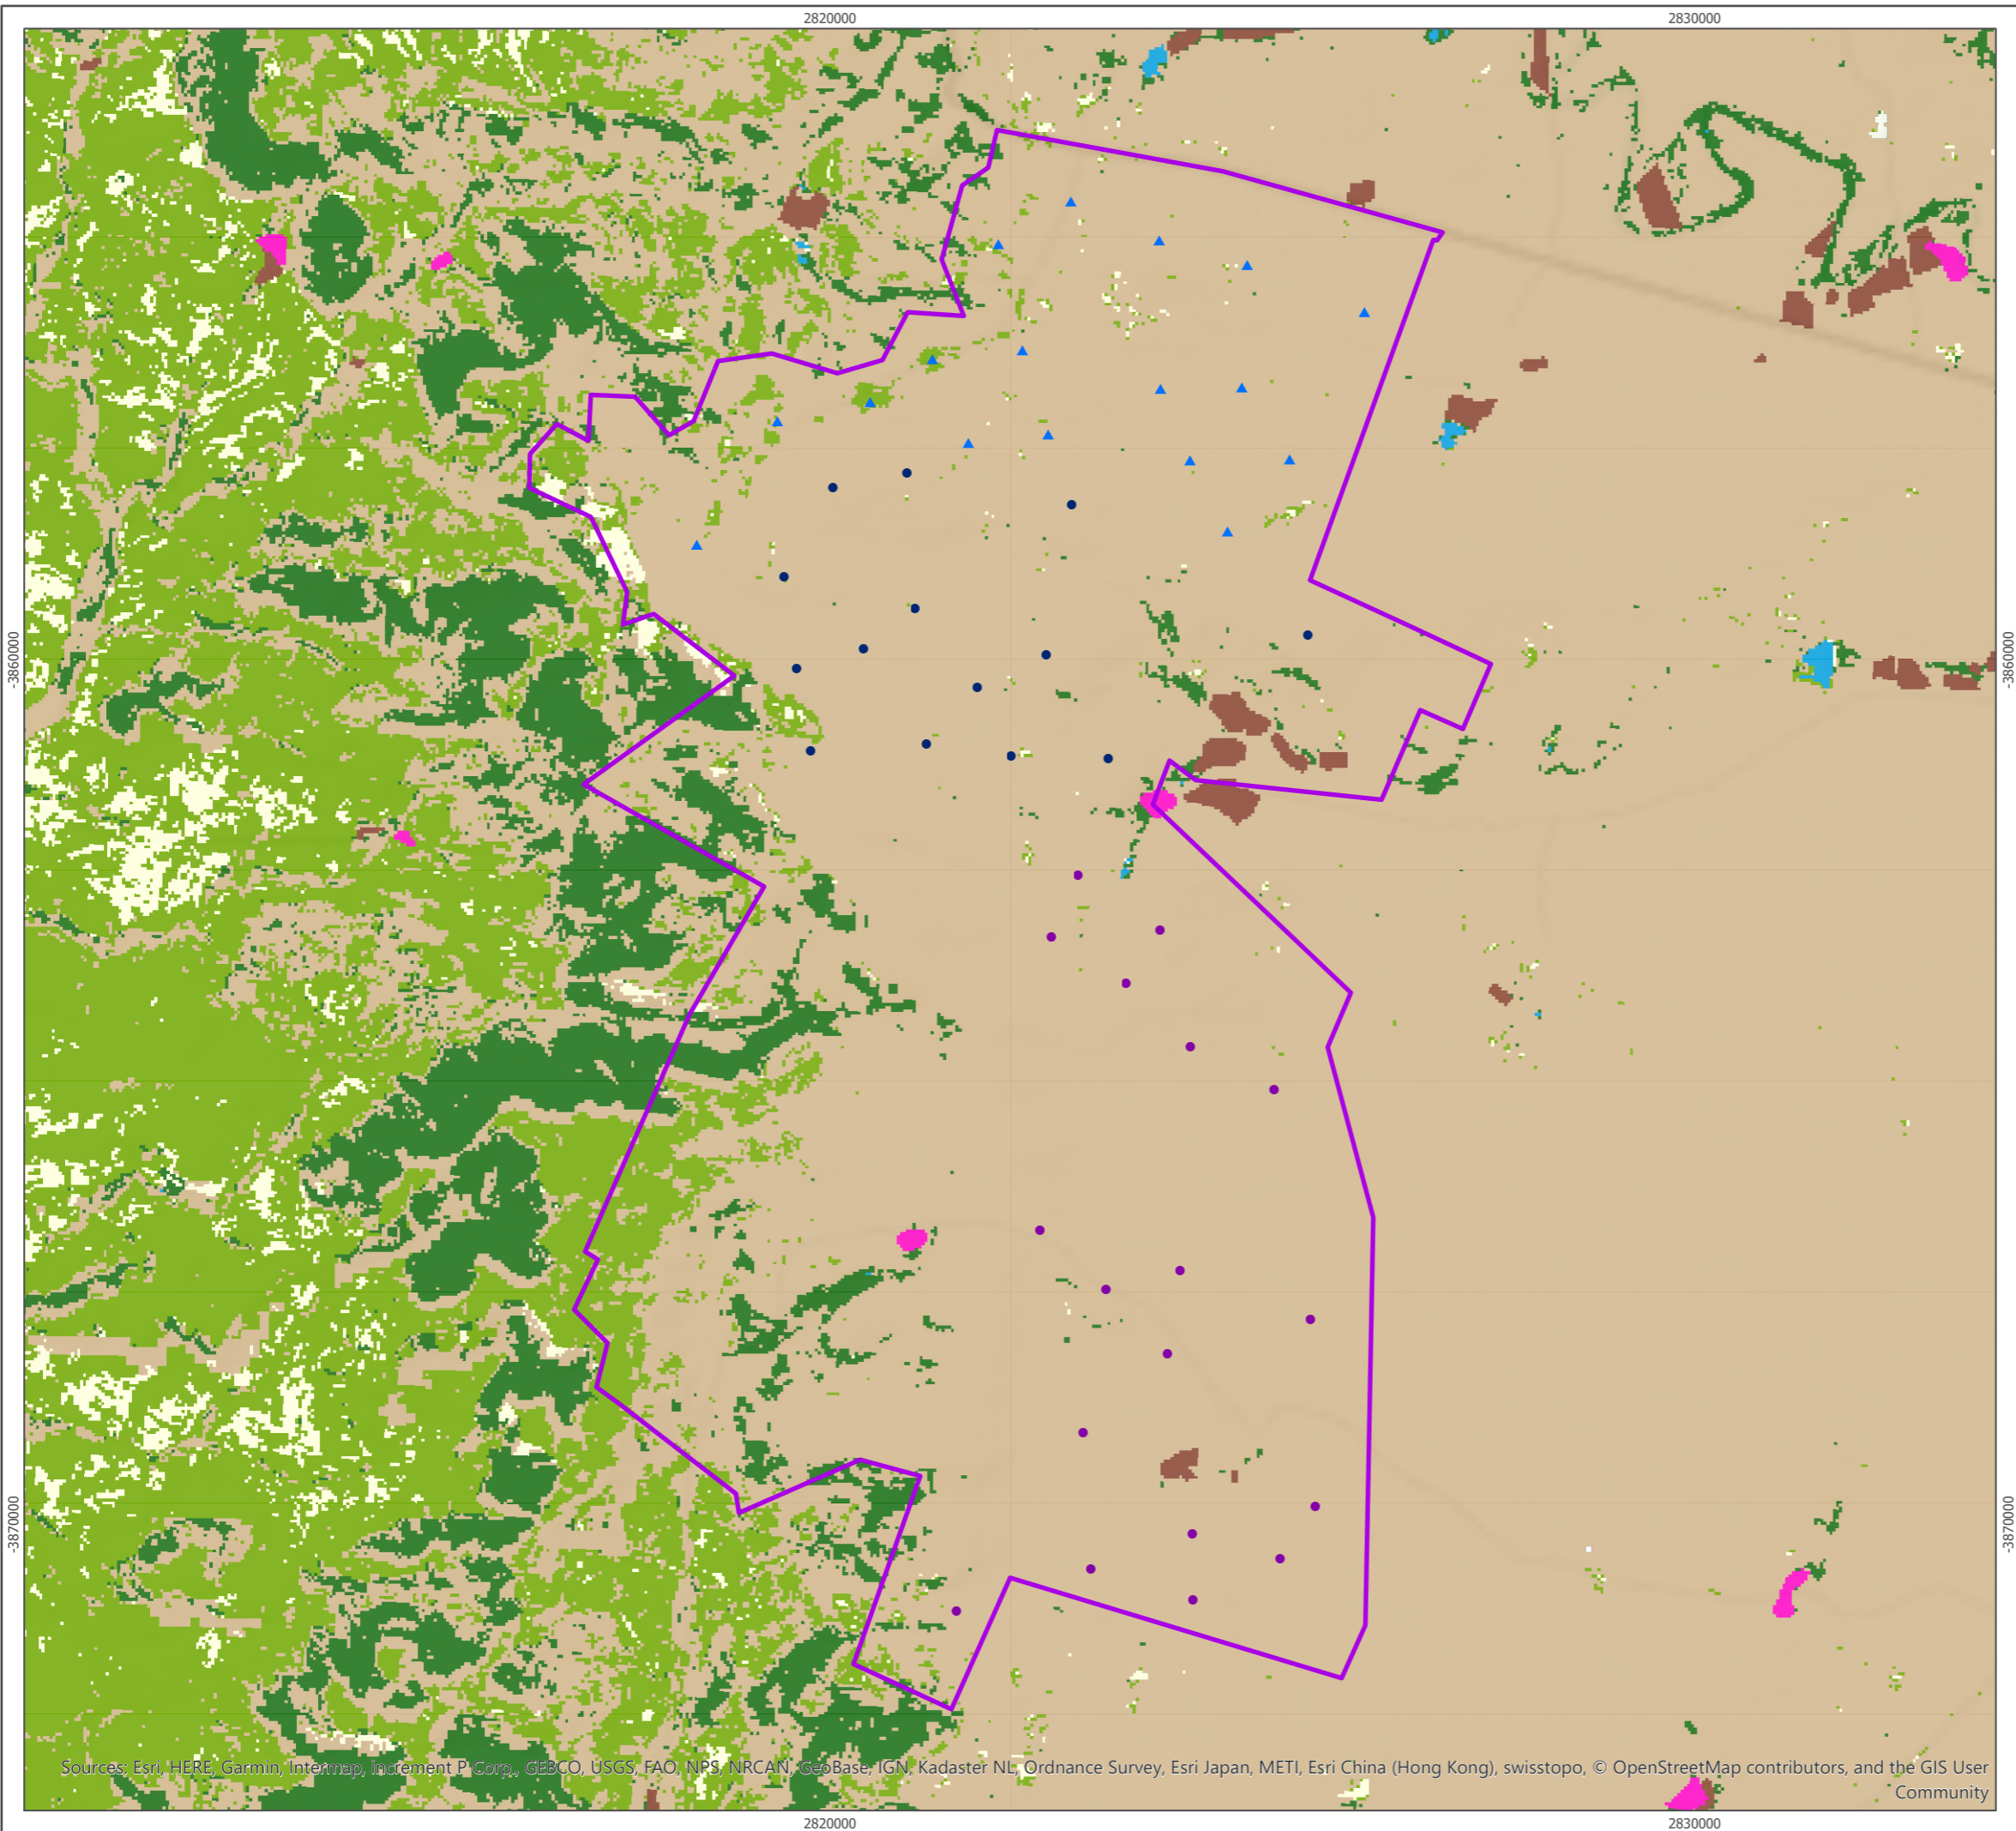 2820000 2830000
-3860000 -3860000
-3870000 -3870000
Sources: Esri, HERE, Garmin, Intermap, increment P Corp., GEBCO, USGS, FAO, NPS, NRCAN, GeoBase, IGN, Kadaster NL, Ordnance Survey, Esri Japan, METI, Esri China (Hong Kong), swisstopo, © OpenStreetMap contributors, and the GIS User
Community
2820000 2830000